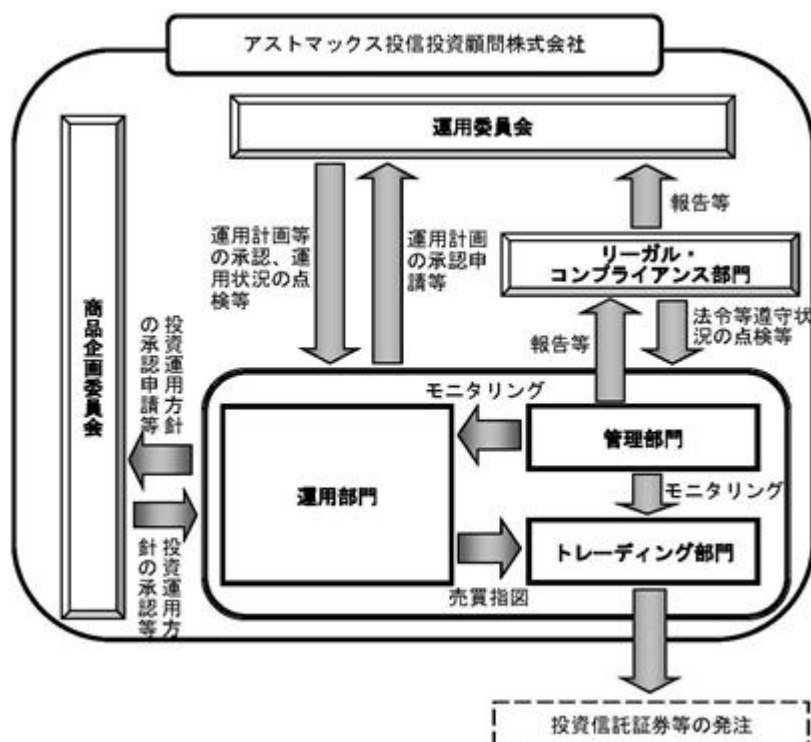 アストマックス投信投資顧問株式会社
運用委員会
報告等
運用計画等
の承認、運
用状況の点
検等
運用計画
の承認申
請等
リーガル・
コンプライアンス部門
商品企画委員会
投資運用方針
の承認申請等
報告等
法令等遵守状
況の点検等
モニタリング
管理部門
運用部門
モニタリング
トレーディング部門
売買指図
投資運用方
針の承認等
投資信託証券等の発注